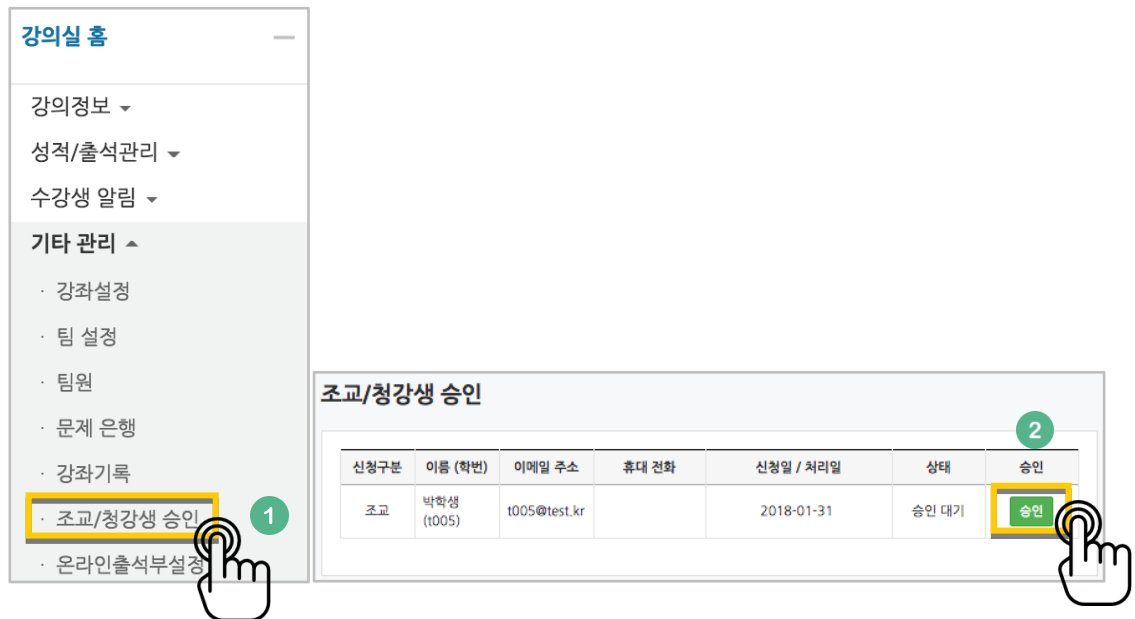 강의실 홈
강의정보
성적/출석관리
수강생 알림
기타 관리
· 강좌설정
· 팀 설정
· 팀원
· 문제 은행
· 강좌기록
· 조교/청강생 승인
1
· 온라인출석부설정
조교/청강생 승인
2
신청구분 이름 (학번) 이메일 주소 휴대 전화 신청일 / 처리일 상태 승인
조교 박학생 (t005) t005@test.kr 2018-01-31 승인 대기 승인